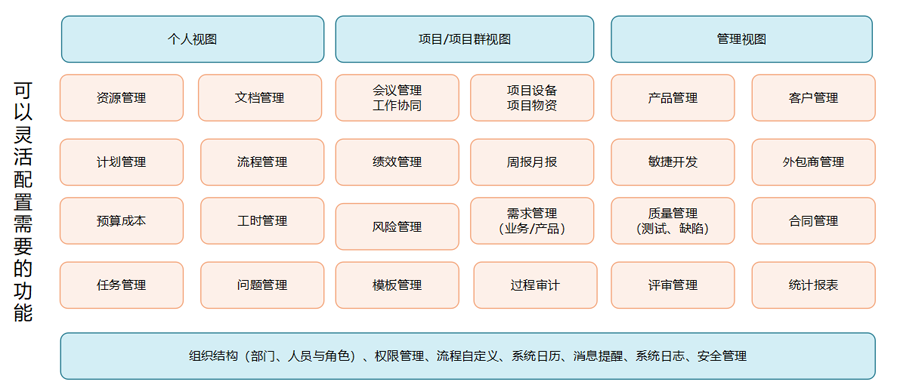 可以灵活配置需要的功能
个人视图
项目/项目群视图
管理视图
资源管理
文档管理
会议管理
工作协同
项目设备
项目物资
产品管理
客户管理
计划管理
流程管理
绩效管理
周报月报
敏捷开发
外包商管理
预算成本
工时管理
风险管理
需求管理
（业务/产品）
质量管理
（测试、缺陷）
合同管理
任务管理
问题管理
模板管理
过程审计
评审管理
统计报表
组织结构（部门、人员与角色）、权限管理、流程自定义、系统日历、消息提醒、系统日志、安全管理